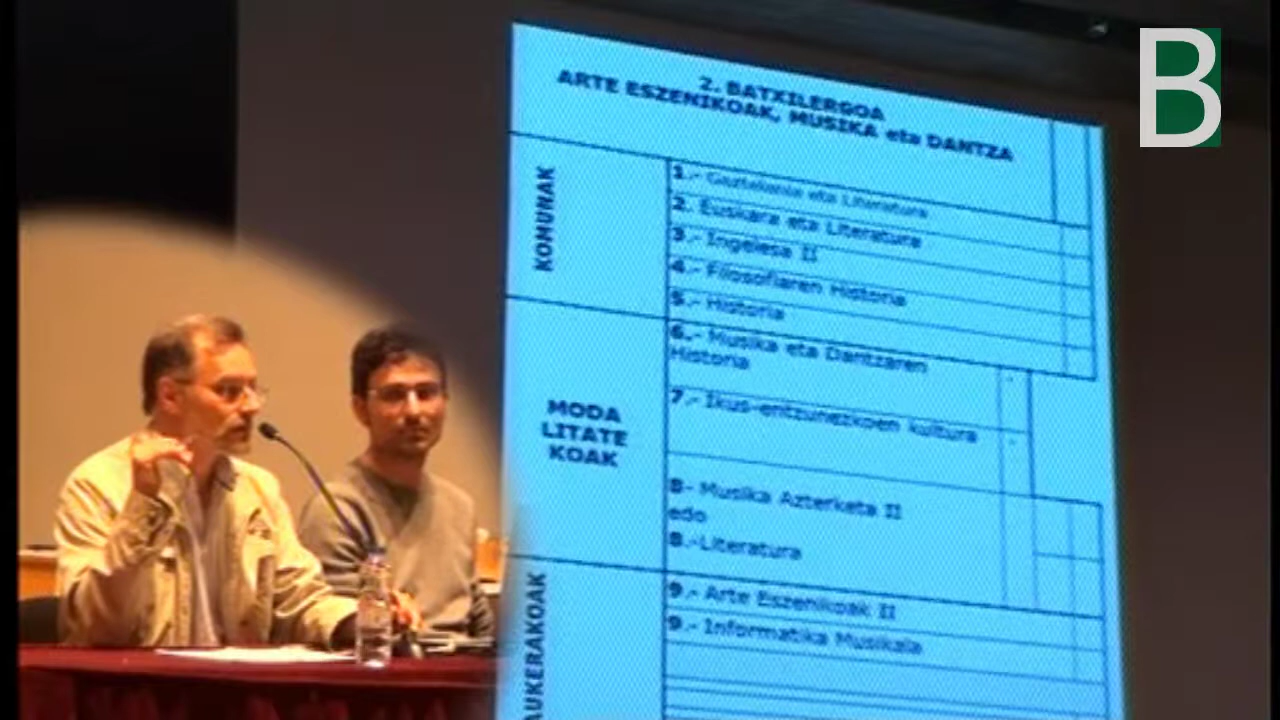 B
2. BATXILERGOA
ARTE ESZENIKOAK, MUSIKA eta DANTZA
KOMUNAK
1.- Gaztelania eta Literatura
2. Euskara eta Literatura
3.- Ingelesa II
4.- Filosofiaren Historia
5.- Historia
MODA
LITATE
KOAK
6.- Musika eta Dantzaren
Historia
7.- Ikus-entzunezkoen kultura
8- Musika Azterketa II
edo
8.-Literatura
AUKERAKOAK
9.- Arte Eszenikoak II
9.- Informatika Musikala